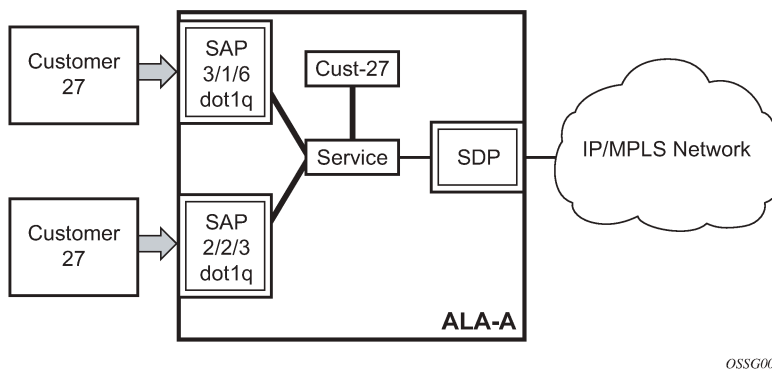 Customer
27
SAP
3/1/6
dot1q
Cust-27
Service
SDP
IP/MPLS Network
Customer
27
SAP
2/2/3
dot1q
ALA-A